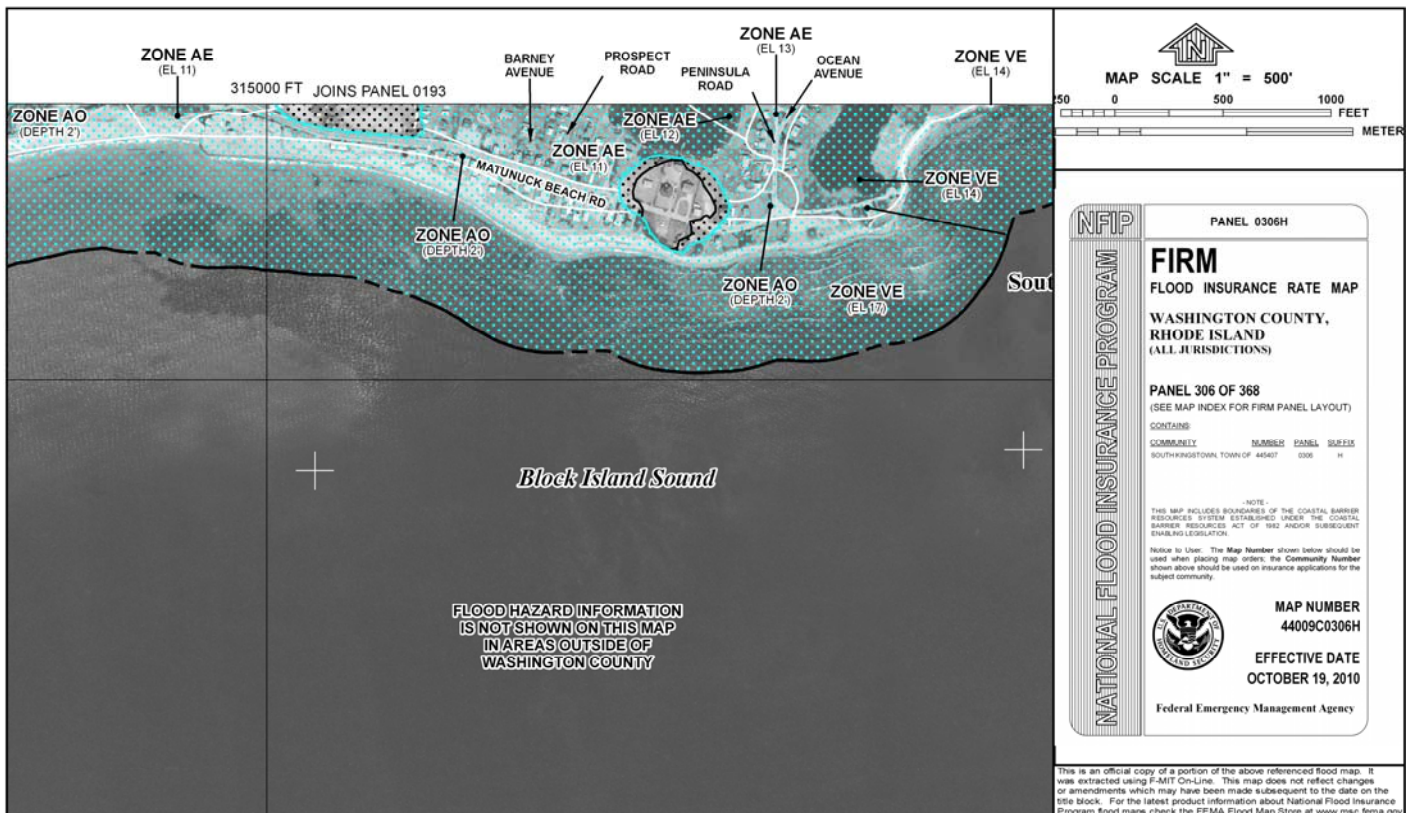 ZONE AE
(EL 11)
315000 FT
JOINS PANEL 0193
BARNEY
AVENUE
PROSPECT
ROAD
ZONE AE
(EL 13)
PENINSULA
ROAD
OCEAN
AVENUE
ZONE VE
(EL 14)
ZONE AO
(DEPTH 2')
ZONE AE
(EL 12)
ZONE AE
(EL 11)
MATUNUCK BEACH RD
ZONE VE
(EL 14)
ZONE AO
(DEPTH 2')
ZONE AO
(DEPTH 2')
ZONE VE
(EL 17)
Sout
Block Island Sound
FLOOD HAZARD INFORMATION
IS NOT SHOWN ON THIS MAP
IN AREAS OUTSIDE OF
WASHINGTON COUNTY
MAP SCALE 1" = 500'
250 0 500 1000
FEET
METER
NFIP
PANEL 0306H
NATIONAL FLOOD INSURANCE PROGRAM
FIRM
FLOOD INSURANCE RATE MAP
WASHINGTON COUNTY,
RHODE ISLAND
(ALL JURISDICTIONS)
PANEL 306 OF 368
(SEE MAP INDEX FOR FIRM PANEL LAYOUT)
CONTAINS:
COMMUNITY NUMBER PANEL SUFFIX
SOUTH KINGSTOWN, TOWN OF 445407 0306 H
- NOTE -
THIS MAP INCLUDES BOUNDARIES OF THE COASTAL BARRIER
RESOURCES SYSTEM ESTABLISHED UNDER THE COASTAL
BARRIER RESOURCES ACT OF 1982 AND/OR SUBSEQUENT
ENABLING LEGISLATION.
Notice to User: The Map Number shown below should be
used when placing map orders; the Community Number
shown above should be used on insurance applications for the
subject community.
U.S. DEPARTMENT OF
HOMELAND SECURITY
MAP NUMBER
44009C0306H
EFFECTIVE DATE
OCTOBER 19, 2010
Federal Emergency Management Agency
This is an official copy of a portion of the above referenced flood map. It
was extracted using F-MIT On-Line. This map does not reflect changes
or amendments which may have been made subsequent to the date on the
title block. For the latest product information about National Flood Insurance
Program flood maps check the FEMA Flood Map Store at www.msc.fema.gov